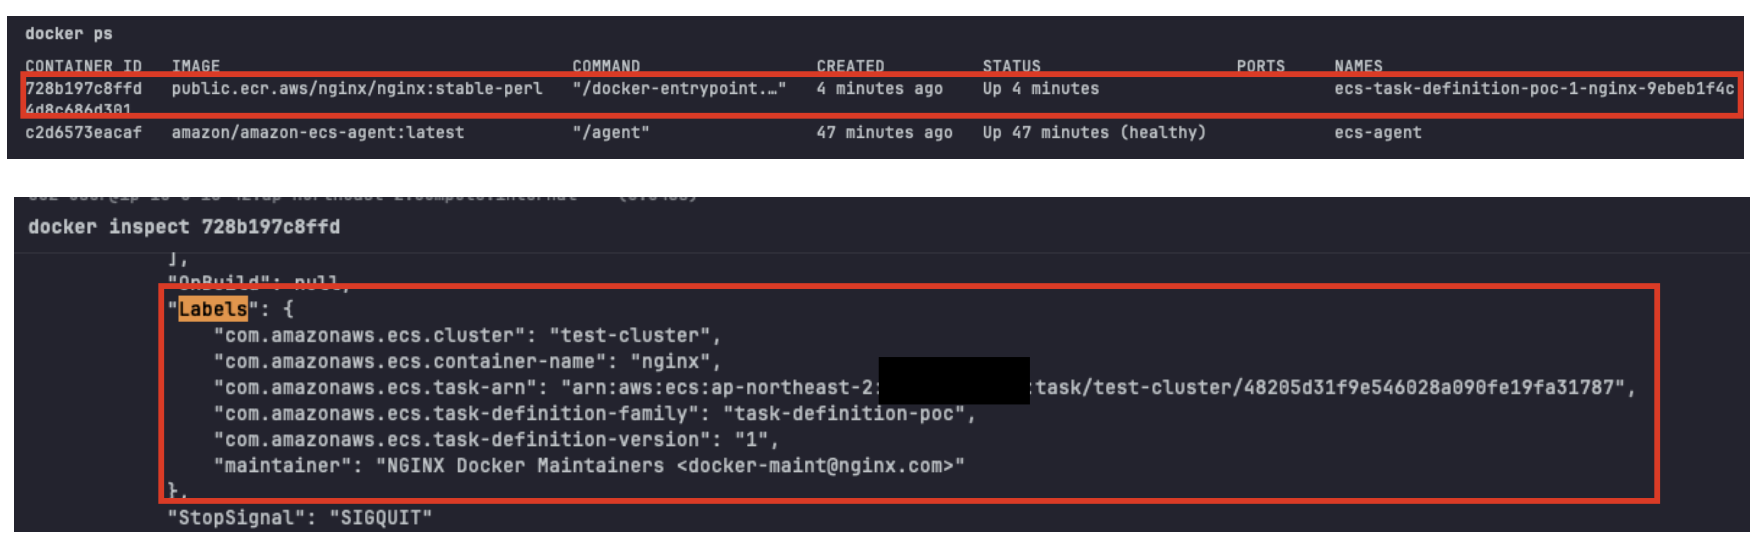 docker ps
CONTAINER ID IMAGE COMMAND CREATED STATUS PORTS NAMES
728b197c8ffd public.ecr.aws/nginx/nginx:stable-perl "/docker-entrypoint.…" 4 minutes ago Up 4 minutes ecs-task-definition-poc-1-nginx-9ebeb1f4c
4d8c686d301
c2d6573eacaf amazon/amazon-ecs-agent:latest "/agent" 47 minutes ago Up 47 minutes (healthy) ecs-agent
docker inspect 728b197c8ffd
],
"OnBuild": null,
"Labels": {
"com.amazonaws.ecs.cluster": "test-cluster",
"com.amazonaws.ecs.container-name": "nginx",
"com.amazonaws.ecs.task-arn": "arn:aws:ecs:ap-northeast-2: :task/test-cluster/48205d31f9e546028a090fe19fa31787",
"com.amazonaws.ecs.task-definition-family": "task-definition-poc",
"com.amazonaws.ecs.task-definition-version": "1",
"maintainer": "NGINX Docker Maintainers <docker-maint@nginx.com>"
},
"StopSignal": "SIGQUIT"